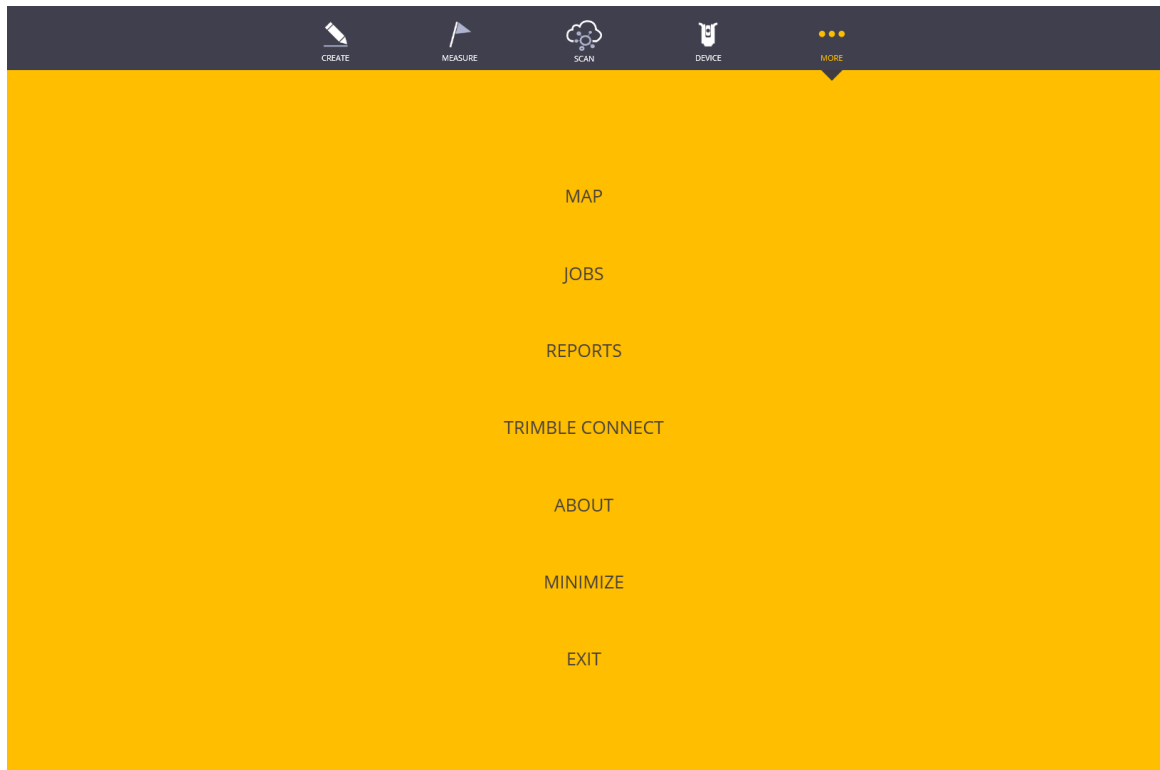 CREATE
MEASURE
SCAN
DEVICE
MORE
MAP
JOBS
REPORTS
TRIMBLE CONNECT
ABOUT
MINIMIZE
EXIT